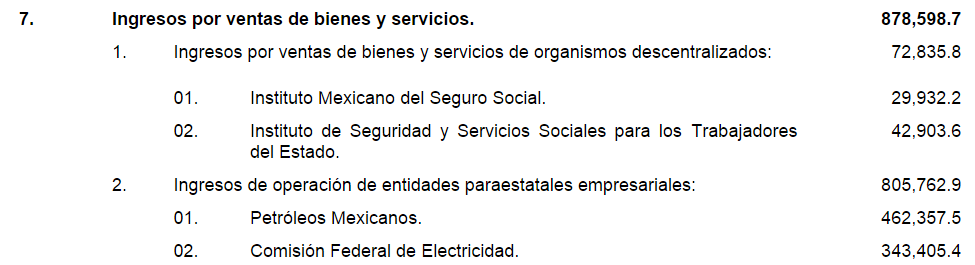 7. Ingresos por ventas de bienes y servicios. 878,598.7
1. Ingresos por ventas de bienes y servicios de organismos descentralizados: 72,835.8
01. Instituto Mexicano del Seguro Social. 29,932.2
02. Instituto de Seguridad y Servicios Sociales para los Trabajadores 42,903.6
del Estado.
2. Ingresos de operación de entidades paraestatales empresariales: 805,762.9
01. Petróleos Mexicanos. 462,357.5
02. Comisión Federal de Electricidad. 343,405.4